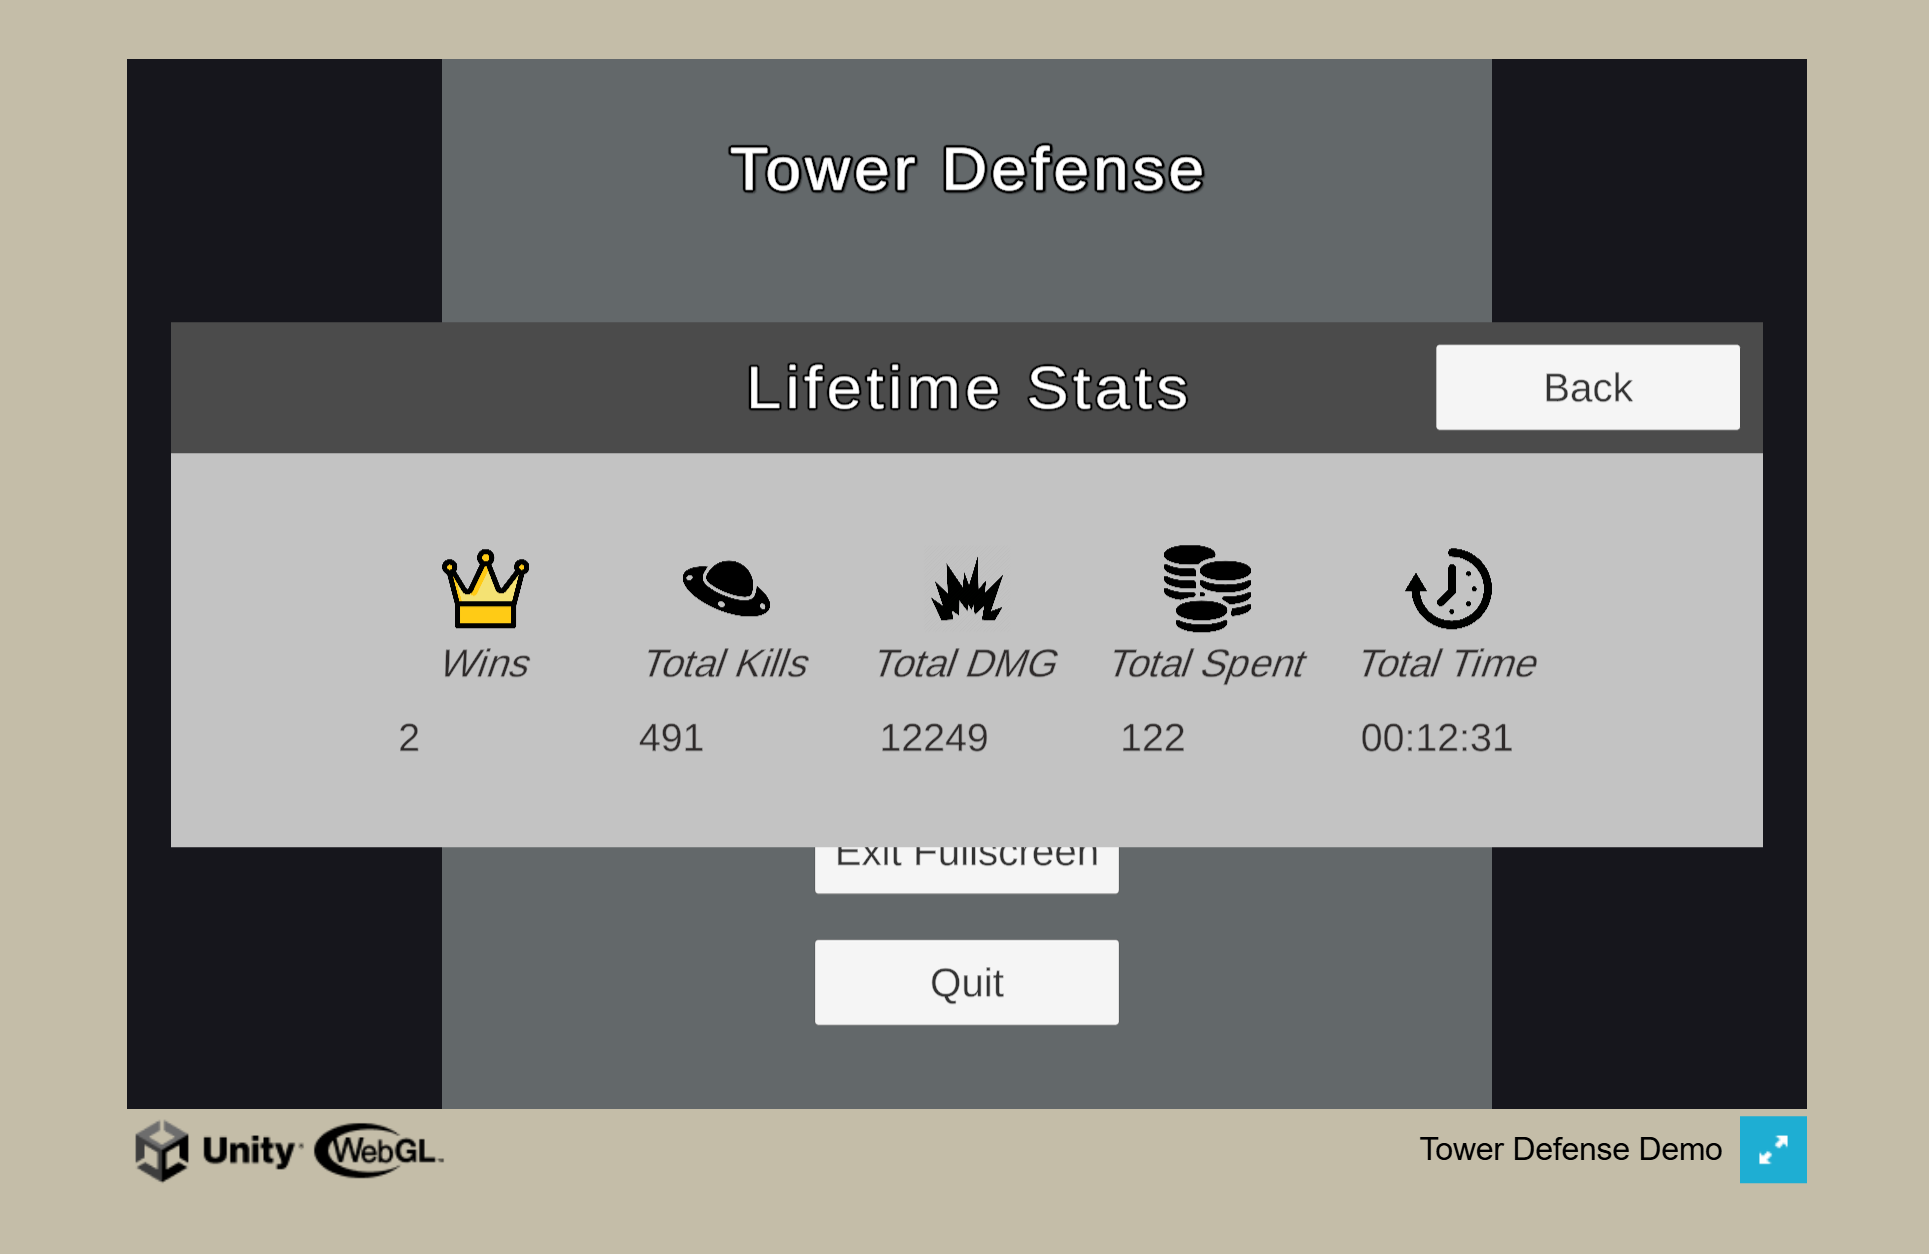 Tower Defense
Lifetime Stats
Back
Wins
Total Kills
Total DMG
Total Spent
Total Time
2
491
12249
122
00:12:31
Exit Fullscreen
Quit
Unity
WebGL™
Tower Defense Demo